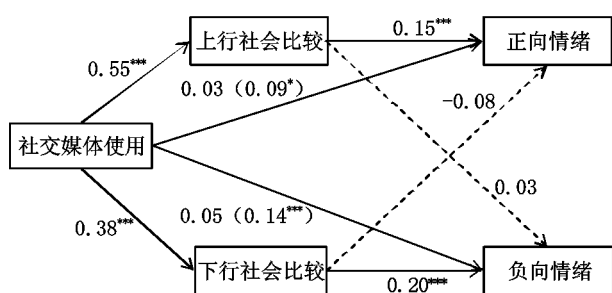 上行社会比较
0.15***
正向情绪
0.55***
0.03（0.09*）
-0.08
社交媒体使用
0.03
0.05（0.14***）
0.38***
下行社会比较
0.20***
负向情绪